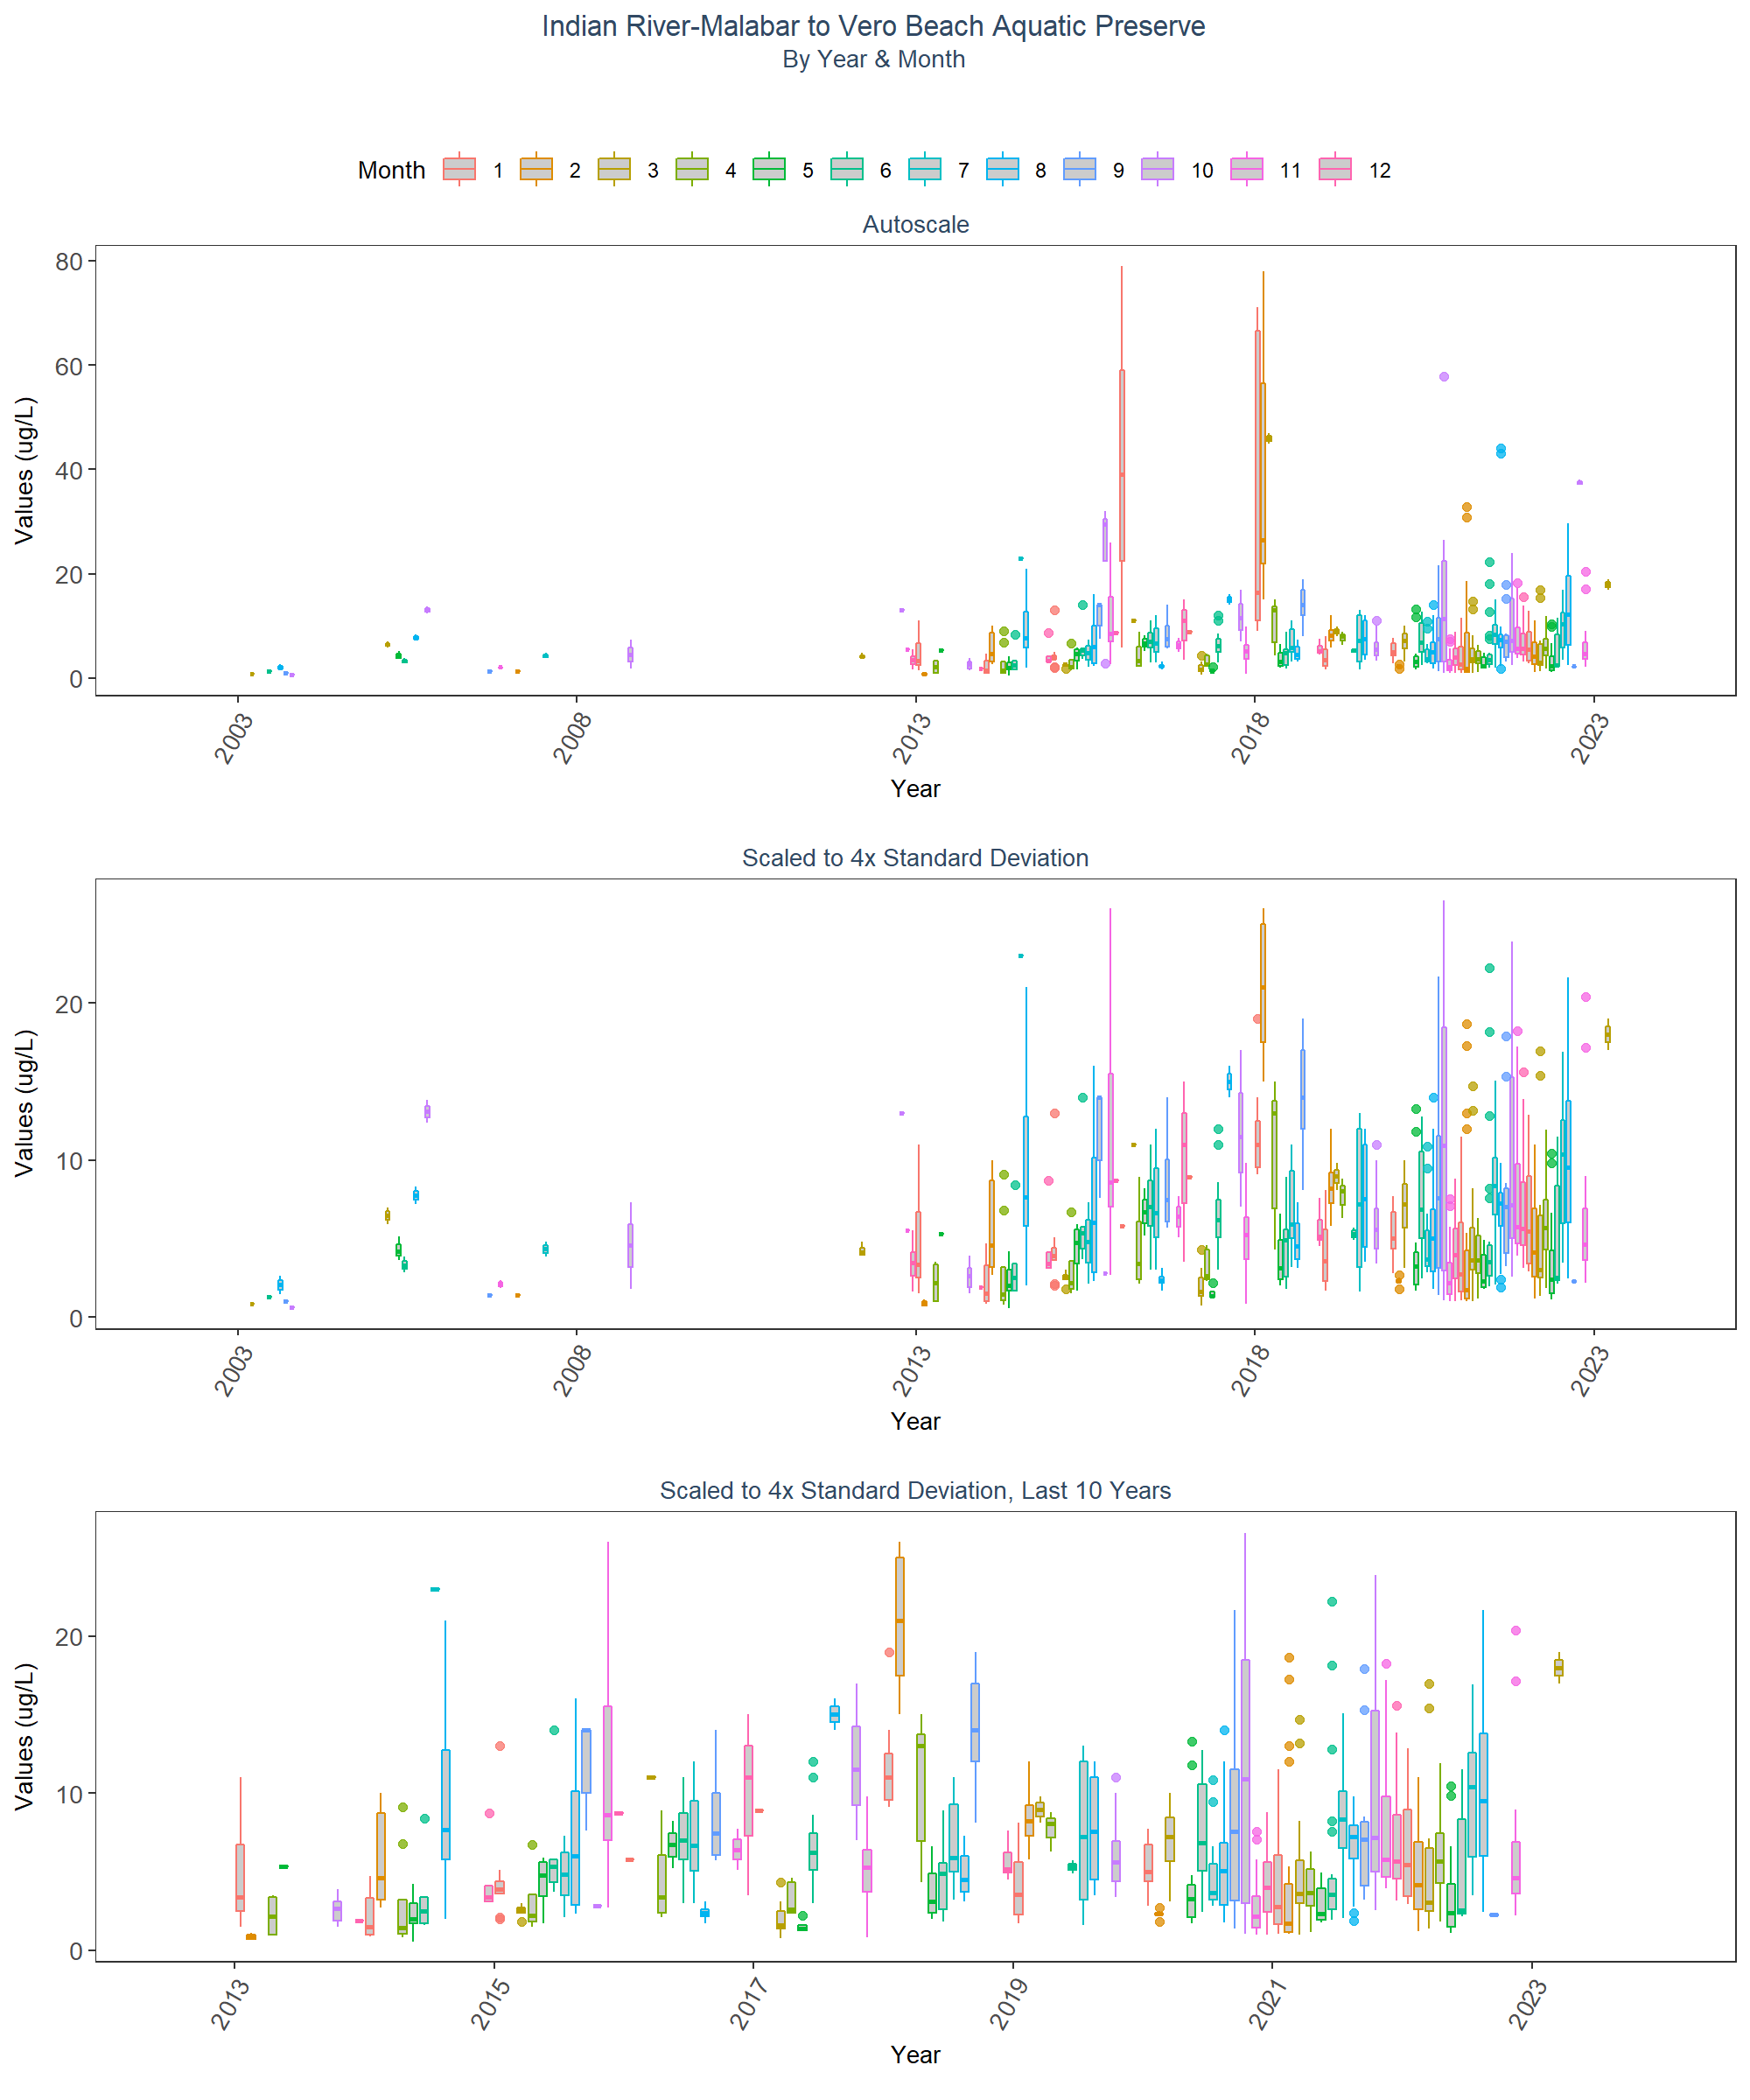 Indian River-Malabar to Vero Beach Aquatic Preserve
By Year & Month
Month 1 2 3 4 5 6 7 8 9 10 11 12
Autoscale
Values (ug/L)
80
60
40
20
0
2003 2008 2013 2018 2023
Year
Scaled to 4x Standard Deviation
Values (ug/L)
20
10
0
2003 2008 2013 2018 2023
Year
Scaled to 4x Standard Deviation, Last 10 Years
Values (ug/L)
20
10
0
2013 2015 2017 2019 2021 2023
Year